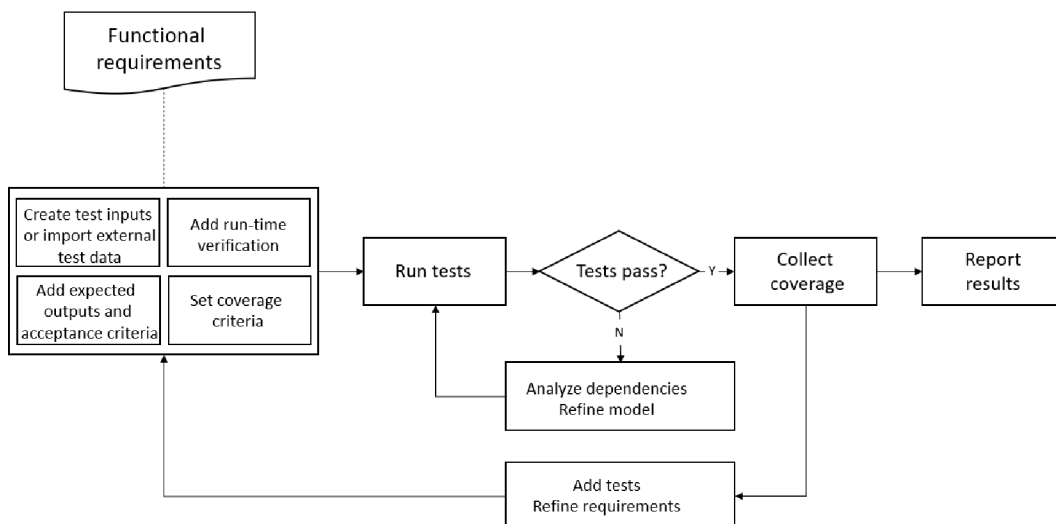 Functional
requirements
Create test inputs
or import external
test data
Add run-time
verification
Add expected
outputs and
acceptance criteria
Set coverage
criteria
Run tests
Tests pass?
Y
N
Collect
coverage
Report
results
Analyze dependencies
Refine model
Add tests
Refine requirements